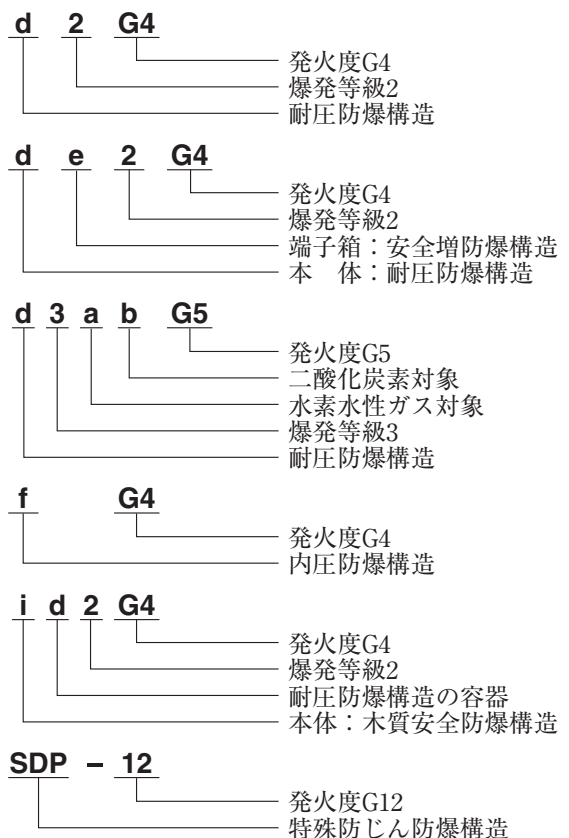 d 2 G4
発火度G4
爆発等級2
耐圧防爆構造
d e 2 G4
発火度G4
爆発等級2
端子箱：安全増防爆構造
本　体：耐圧防爆構造
d 3 a b G5
発火度G5
二酸化炭素対象
水素水性ガス対象
爆発等級3
耐圧防爆構造
f G4
発火度G4
内圧防爆構造
i d 2 G4
発火度G4
爆発等級2
耐圧防爆構造の容器
本体：木質安全防爆構造
SDP – 12
発火度G12
特殊防じん防爆構造